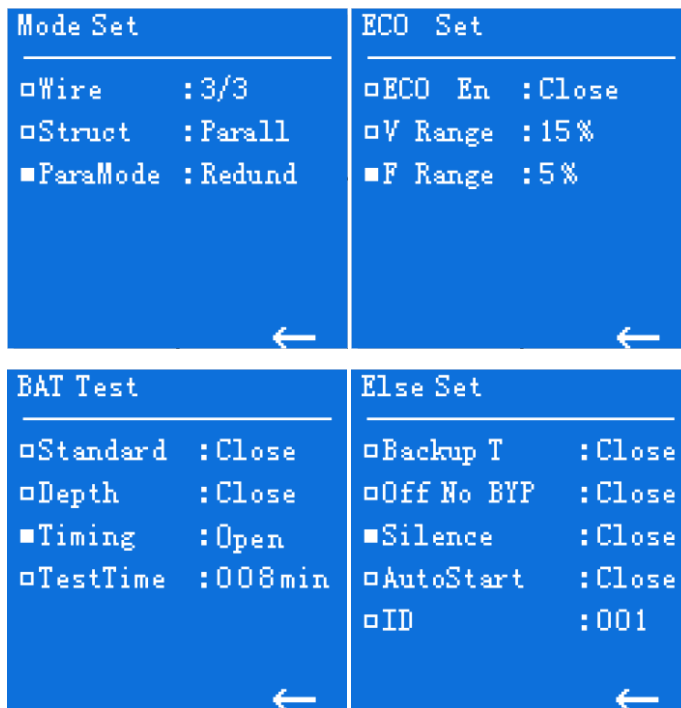 Mode Set
□Wire :3/3
□Struct :Parall
■ParaMode :Redund
←
ECO Set
□ECO En :Close
□V Range :15%
■F Range :5%
←
BAT Test
□Standard :Close
□Depth :Close
■Timing :Open
□TestTime :008min
←
Else Set
□Backup T :Close
□Off No BYP :Close
■Silence :Close
□AutoStart :Close
□ID :001
←